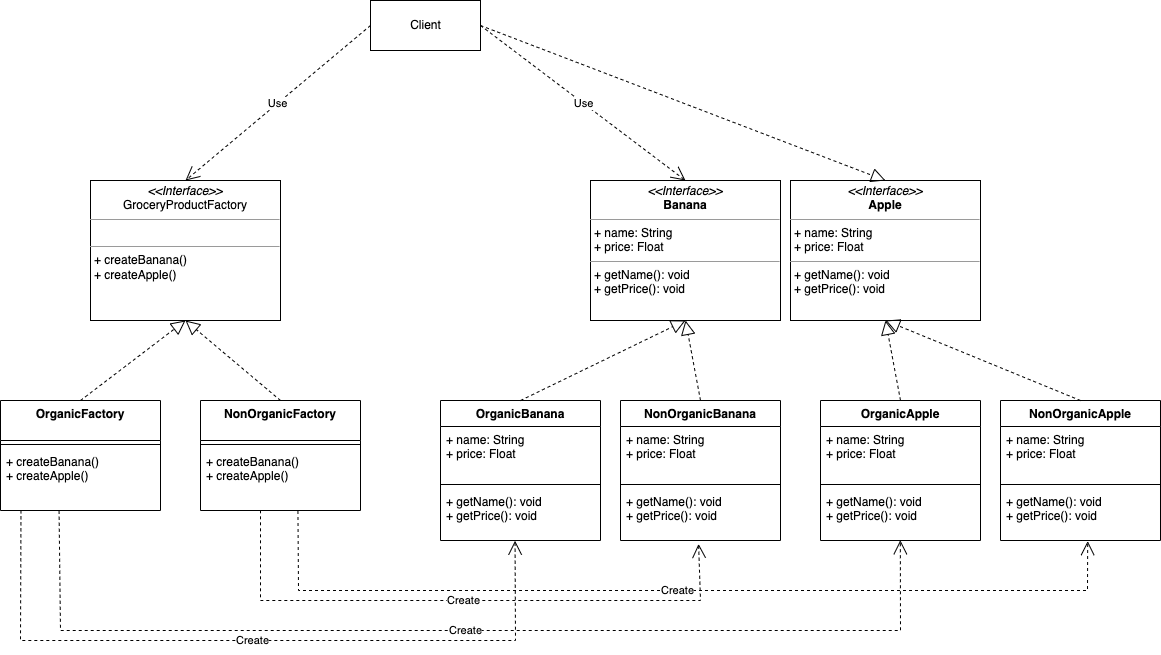 Client
Use
Use
<<Interface>>
GroceryProductFactory
+ createBanana()
+ createApple()
<<Interface>>
Banana
+ name: String
+ price: Float
+ getName(): void
+ getPrice(): void
<<Interface>>
Apple
+ name: String
+ price: Float
+ getName(): void
+ getPrice(): void
OrganicFactory
+ createBanana()
+ createApple()
NonOrganicFactory
+ createBanana()
+ createApple()
OrganicBanana
+ name: String
+ price: Float
+ getName(): void
+ getPrice(): void
NonOrganicBanana
+ name: String
+ price: Float
+ getName(): void
+ getPrice(): void
OrganicApple
+ name: String
+ price: Float
+ getName(): void
+ getPrice(): void
NonOrganicApple
+ name: String
+ price: Float
+ getName(): void
+ getPrice(): void
Create
Create
Create
Create